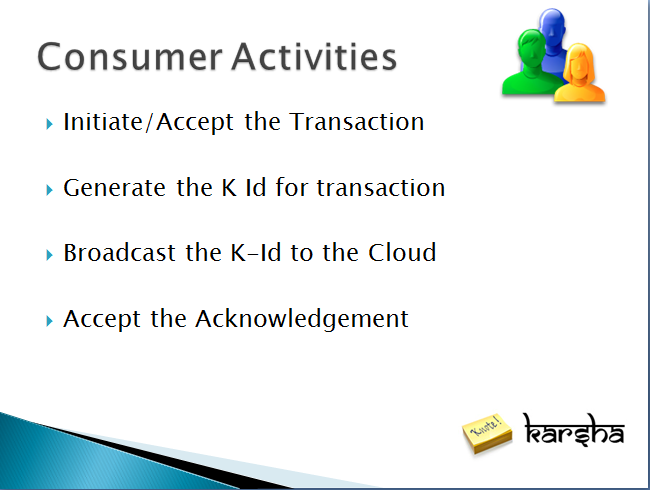 Consumer Activities
Initiate/Accept the Transaction
Generate the K Id for transaction
Broadcast the K-Id to the Cloud
Accept the Acknowledgement
Knote!
Karsha